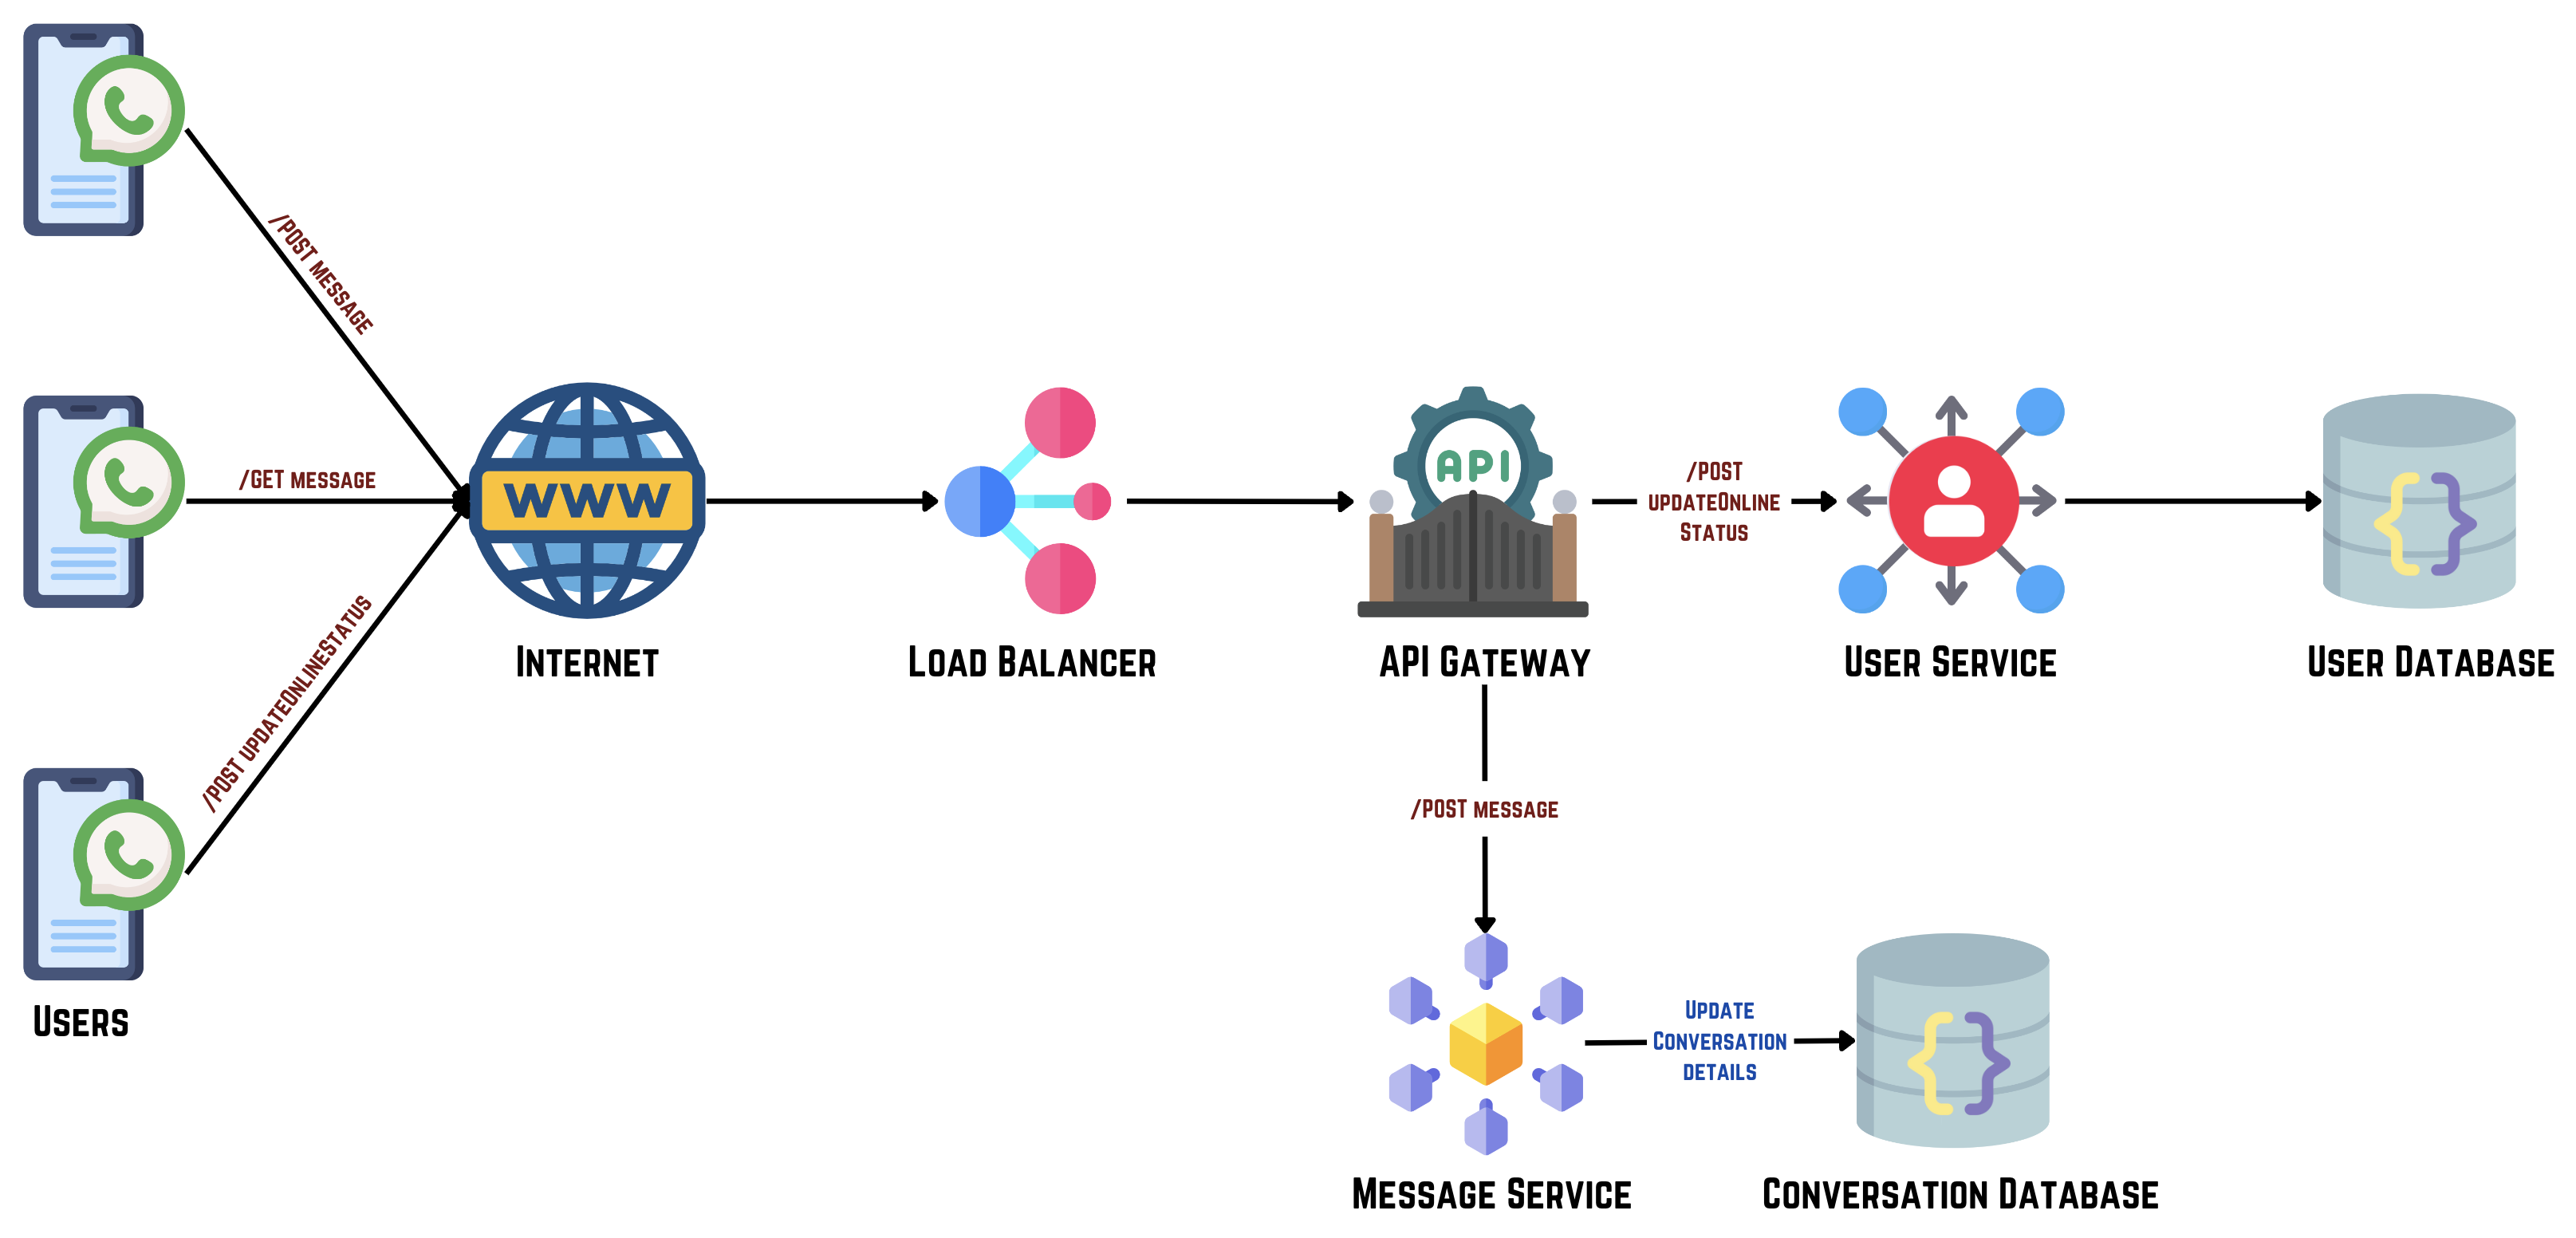 /POST message
/GET message
/POST updateOnlineStatus
Users
WWW
Internet
Load Balancer
API
API Gateway
/POST
updateOnline
Status
User Service
User Database
/POST message
Message Service
Update
Conversation
details
Conversation Database